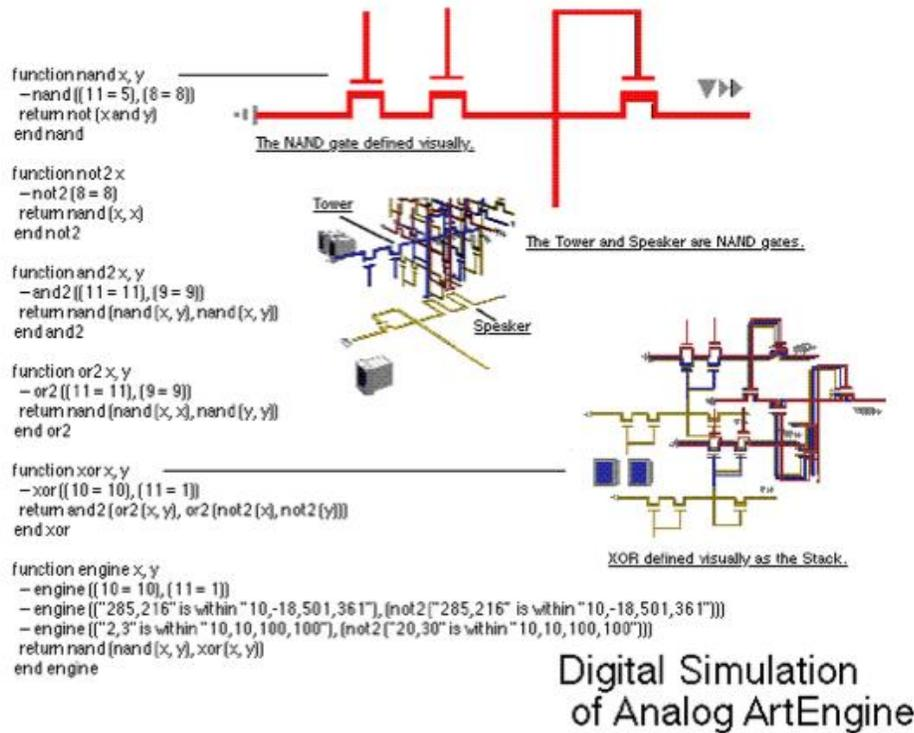 function nand x, y
–nand ((11 = 5), (8 = 8))
return not (x and y)
end nand
The NAND gate defined visually.
function not2 x
–not2 (8 = 8)
return nand (x, x)
end not2
Tower
The Tower and Speaker are NAND gates.
Speaker
function and2 x, y
–and2 ((11 = 11), (9 = 9))
return nand (nand (x, y), nand (x, y))
end and2
function or2 x, y
–or2 ((11 = 11), (9 = 9))
return nand (nand (x, x), nand (y, y))
end or2
function xor x, y
–xor ((10 = 10), (11 = 1))
return and2 (or2 (x, y), or2 (not2 (x), not2 (y)))
end xor
XOR defined visually as the Stack.
function engine x, y
– engine ((10 = 10), (11 = 1))
– engine (("285,216" is within "10,-18,501,361"), (not2 ("285,216" is within "10,-18,501,361")))
– engine (("2,3" is within "10,10,100,100"), (not2 ("20,30" is within "10,10,100,100")))
return nand (nand (x, y), xor (x, y))
end engine
Digital Simulation
of Analog ArtEngine